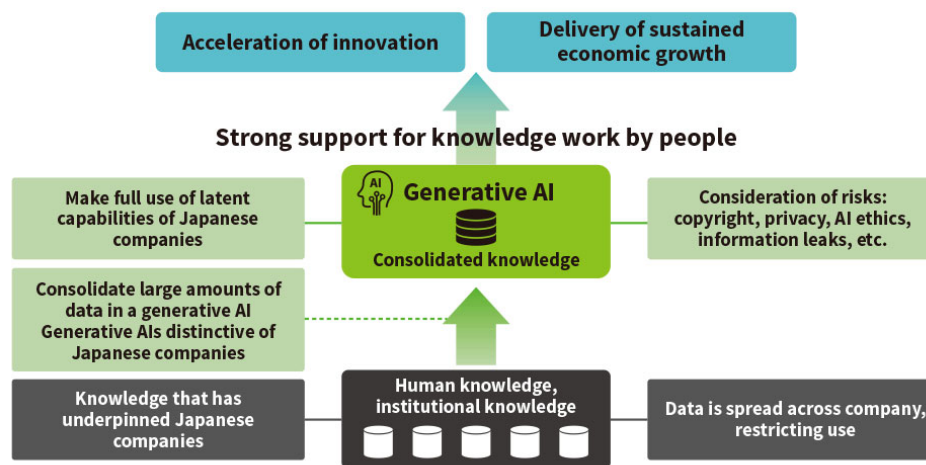 Acceleration of innovation
Delivery of sustained
economic growth
Strong support for knowledge work by people
Make full use of latent
capabilities of Japanese
companies
AI
Generative AI
Consolidated knowledge
Consideration of risks:
copyright, privacy, AI ethics,
information leaks, etc.
Consolidate large amounts of
data in a generative AI
Generative AIs distinctive of
Japanese companies
Knowledge that has
underpinned Japanese
companies
Human knowledge,
institutional knowledge
Data is spread across company,
restricting use